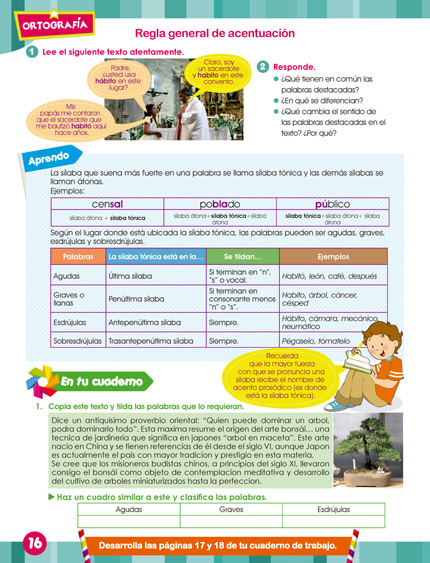 ORTOGRAFÍA
Regla general de acentuación
1 Lee el siguiente texto atentamente.
Padre,
¿usted usa
hábito en este
lugar?
Claro, soy
un sacerdote
y habito en este
convento.
Mis
papás me contaron
que el sacerdote que
me bautizó habitó aquí
hace años.
2 Responde.
¿Qué tienen en común las
palabras destacadas?
¿En qué se diferencian?
¿Qué cambia el sentido de
las palabras destacadas en el
texto? ¿Por qué?
Aprendo
La sílaba que suena más fuerte en una palabra se llama sílaba tónica y las demás sílabas se
llaman átonas.
Ejemplos:
censal poblado público
sílaba átona + sílaba tónica sílaba átona+sílaba tónica+sílaba sílaba tónica+sílaba átona+ sílaba
átona átona
Según el lugar donde está ubicada la sílaba tónica, las palabras pueden ser agudas, graves,
esdrújulas y sobresdrújulas.
Palabras La sílaba tónica está en la... Se tildan... Ejemplos
Agudas Última sílaba Si terminan en "n",
"s" o vocal. Habitó, león, café, después
Graves o
llanas Penúltima sílaba Si terminan en
consonante menos
"n" o "s". Habito, árbol, cáncer,
césped
Esdrújulas Antepenúltima sílaba Siempre. Hábito, cámara, mecánico,
neumático
Sobresdrújulas Trasantepenúltima sílaba Siempre. Pégaselo, tómatelo
Recuerda
que la mayor fuerza
con que se pronuncia una
sílaba recibe el nombre de
acento prosódico (es donde
está la sílaba tónica).
En tu cuaderno
1. Copia este texto y tilda las palabras que lo requieran.
Dice un antiquisimo proverbio oriental: "Quien puede dominar un arbol,
podra dominarlo todo". Esta maxima resume el origen del arte bonsái... una
tecnica de jardineria que significa en japones "arbol en maceta". Este arte
nacio en China y se tienen referencias de él desde el siglo VI, aunque Japon
es actualmente el pais con mayor tradicion y prestigio en esta materia.
Se cree que los misioneros budistas chinos, a principios del siglo XI, llevaron
consigo el bonsái como objeto de contemplacion meditativa y desarrollo
del cultivo de arboles miniaturizados hasta la perfeccion.
Haz un cuadro similar a este y clasifica las palabras.
Agudas Graves Esdrújulas
16
Desarrolla las páginas 17 y 18 de tu cuaderno de trabajo.